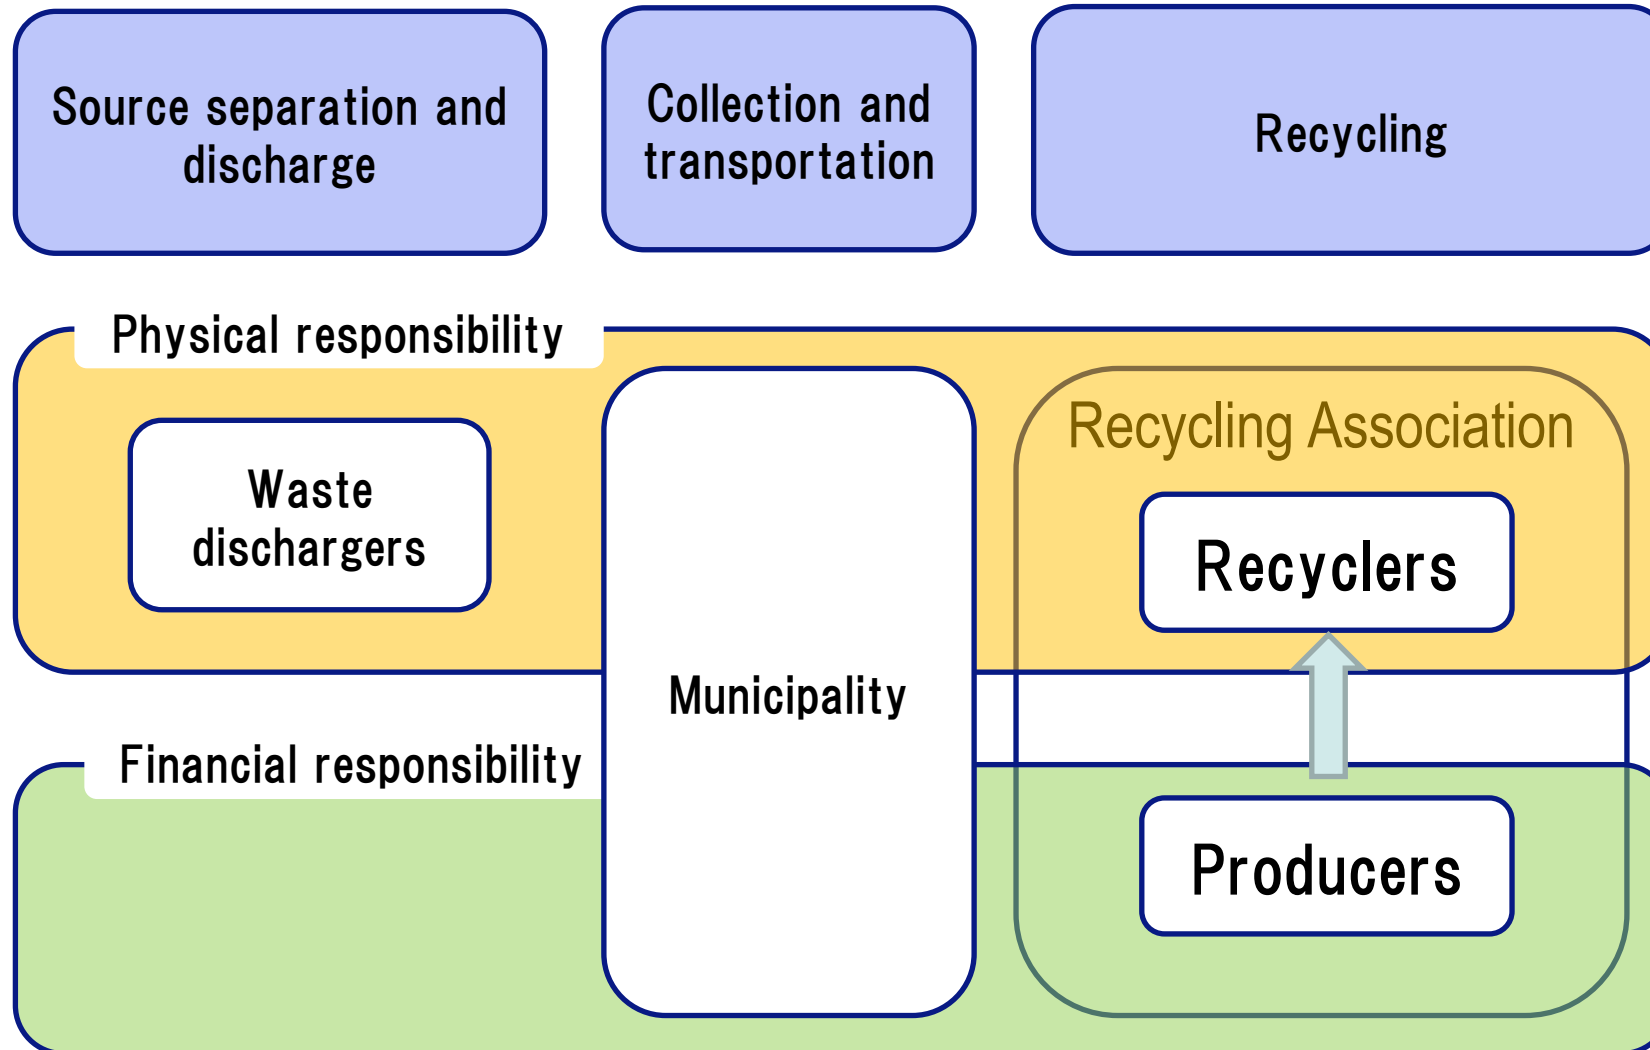 Source separation and
discharge
Collection and
transportation
Recycling
Physical responsibility
Waste
dischargers
Municipality
Recycling Association
Recyclers
Financial responsibility
Producers